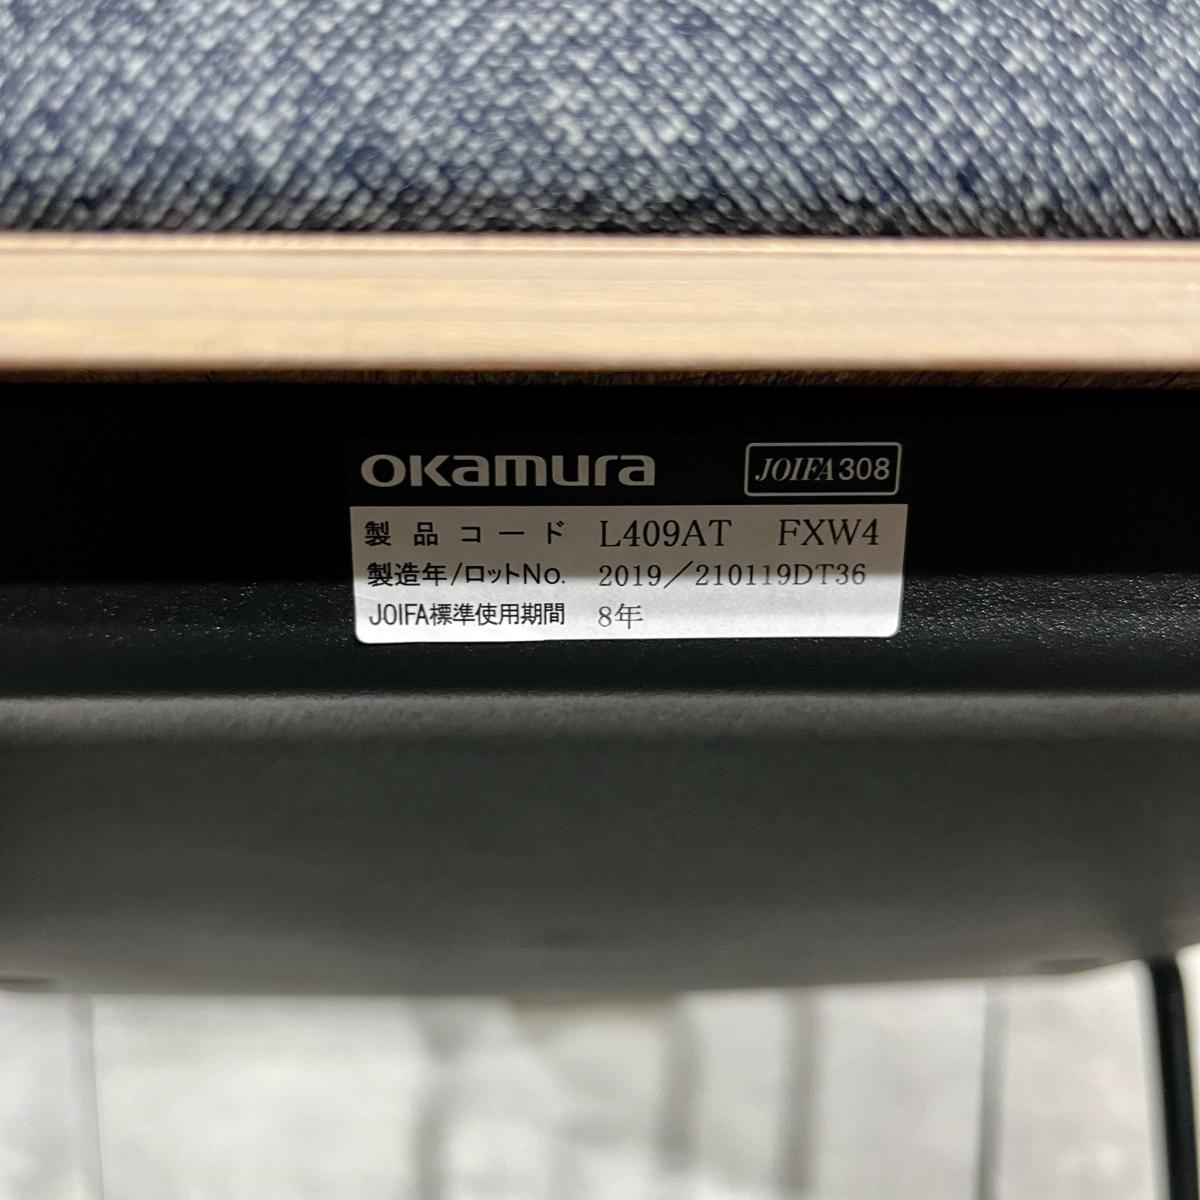 okamura JOIFA308
製品コード L409AT FXW4
製造年/ロットNo. 2019/210119DT36
JOIFA標準使用期間 8年